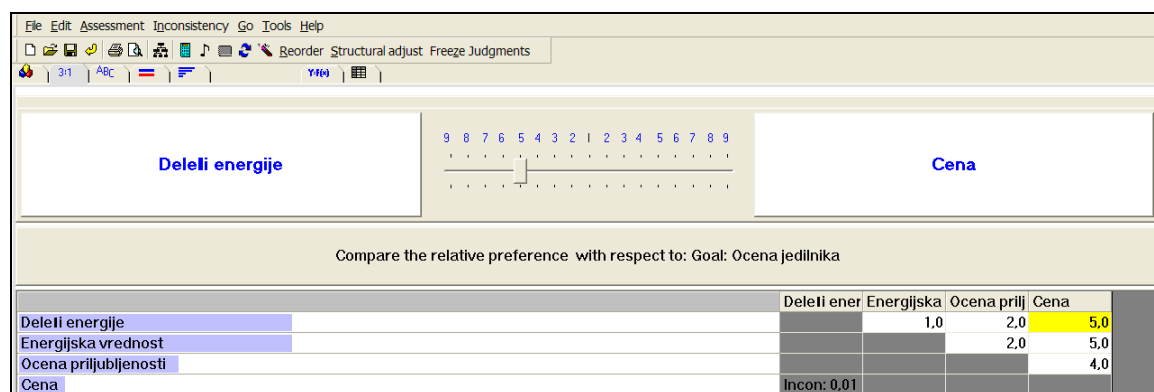 File Edit Assessment Inconsistency Go Tools Help
Reorder Structural adjust Freeze Judgments
3:1 ABC Y-F(x)
9 8 7 6 5 4 3 2 1 2 3 4 5 6 7 8 9
Deleži energije Cena
Compare the relative preference with respect to: Goal: Ocena jedilnika
Deleži ener Energijska Ocena prilj Cena
Deleži energije 1,0 2,0 5,0
Energijska vrednost 2,0 5,0
Ocena priljubljenosti 4,0
Cena Incon: 0,01